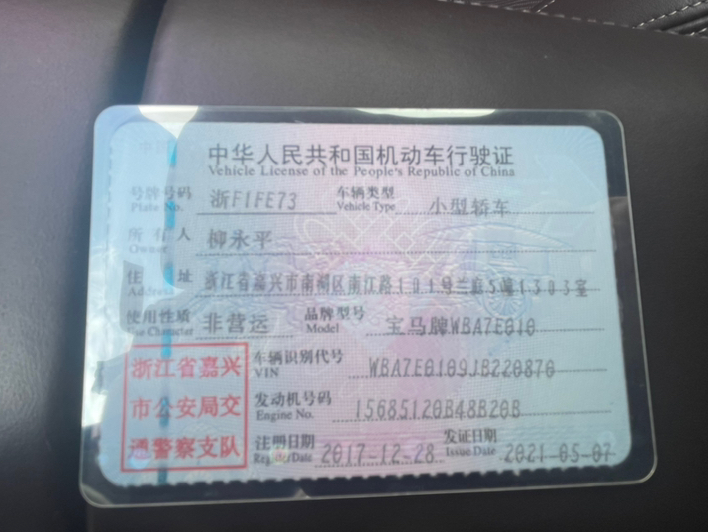 中华人民共和国机动车行驶证
Vehicle License of the People's Republic of China
号牌号码 浙F1FE73 车辆类型 小型轿车
Plate No. Vehicle Type
所有人 柳永平
Owner
住址 浙江省嘉兴市南湖区南江路101号兰庭5幢1303室
Address
使用性质 非营运 品牌型号 宝马牌WBA7E010
Use Character Model
浙江省嘉兴 车辆识别代号 WBA7E0109JB220870
VIN
市公安局交 发动机号码 15685120B48B20B
Engine No.
通警察支队 注册日期 2017-12-28 发证日期 2021-05-07
Register Date Issue Date